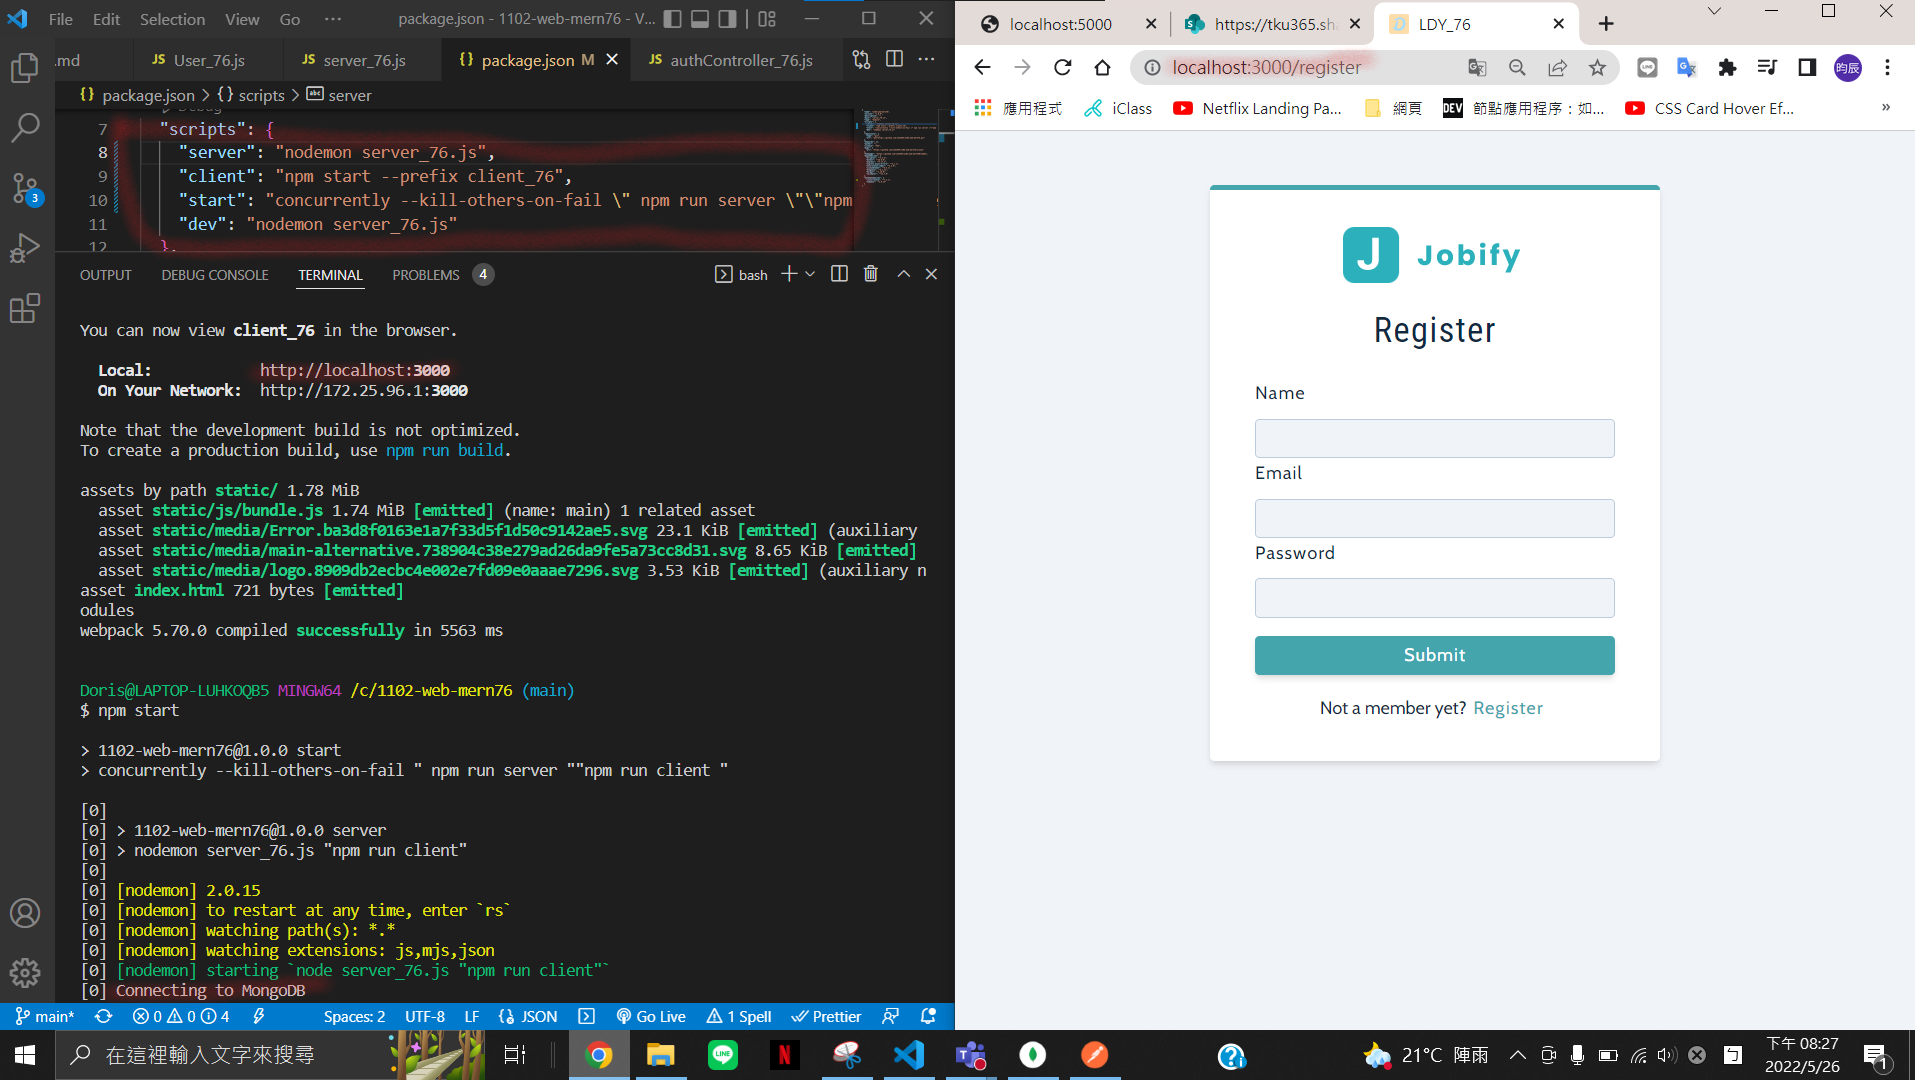 File Edit Selection View Go ··· package.json - 1102-web-mern76 - V...
.md JS User_76.js JS server_76.js {} package.json M JS authController_76.js ···
{} package.json > {} scripts > server
7 "scripts": {
8 "server": "nodemon server_76.js",
9 "client": "npm start --prefix client_76",
10 "start": "concurrently --kill-others-on-fail \" npm run server \"\"npm
11 "dev": "nodemon server_76.js"
12 },
OUTPUT DEBUG CONSOLE TERMINAL PROBLEMS 4 bash
You can now view client_76 in the browser.
Local: http://localhost:3000
On Your Network: http://172.25.96.1:3000
Note that the development build is not optimized.
To create a production build, use npm run build.
assets by path static/ 1.78 MiB
asset static/js/bundle.js 1.74 MiB [emitted] (name: main) 1 related asset
asset static/media/Error.ba3d8f0163e1a7f33d5f1d50c9142ae5.svg 23.1 KiB [emitted] (auxiliary
asset static/media/main-alternative.738904c38e279ad26da9fe5a73cc8d31.svg 8.65 KiB [emitted]
asset static/media/logo.8909db2ecbc4e002e7fd09e0aaae7296.svg 3.53 KiB [emitted] (auxiliary n
asset index.html 721 bytes [emitted]
odules
webpack 5.70.0 compiled successfully in 5563 ms
Doris@LAPTOP-LUHKOQB5 MINGW64 /c/1102-web-mern76 (main)
$ npm start
> 1102-web-mern76@1.0.0 start
> concurrently --kill-others-on-fail " npm run server ""npm run client "
[0]
[0] > 1102-web-mern76@1.0.0 server
[0] > nodemon server_76.js "npm run client"
[0]
[0] [nodemon] 2.0.15
[0] [nodemon] to restart at any time, enter `rs`
[0] [nodemon] watching path(s): *.*
[0] [nodemon] watching extensions: js,mjs,json
[0] [nodemon] starting `node server_76.js "npm run client"`
[0] Connecting to MongoDB
3
main* 0 0 4 Spaces: 2 UTF-8 LF JSON Go Live 1 Spell Prettier
localhost:5000 https://tku365.sha LDY_76
localhost:3000/register 昀辰
應用程式 iClass Netflix Landing Pa... 網頁 DEV 節點應用程序：如... CSS Card Hover Ef... »
J Jobify
Register
Name
Email
Password
Submit
Not a member yet? Register
在這裡輸入文字來搜尋
LINE
N
21°C 陣雨
下午 08:27
2022/5/26
1